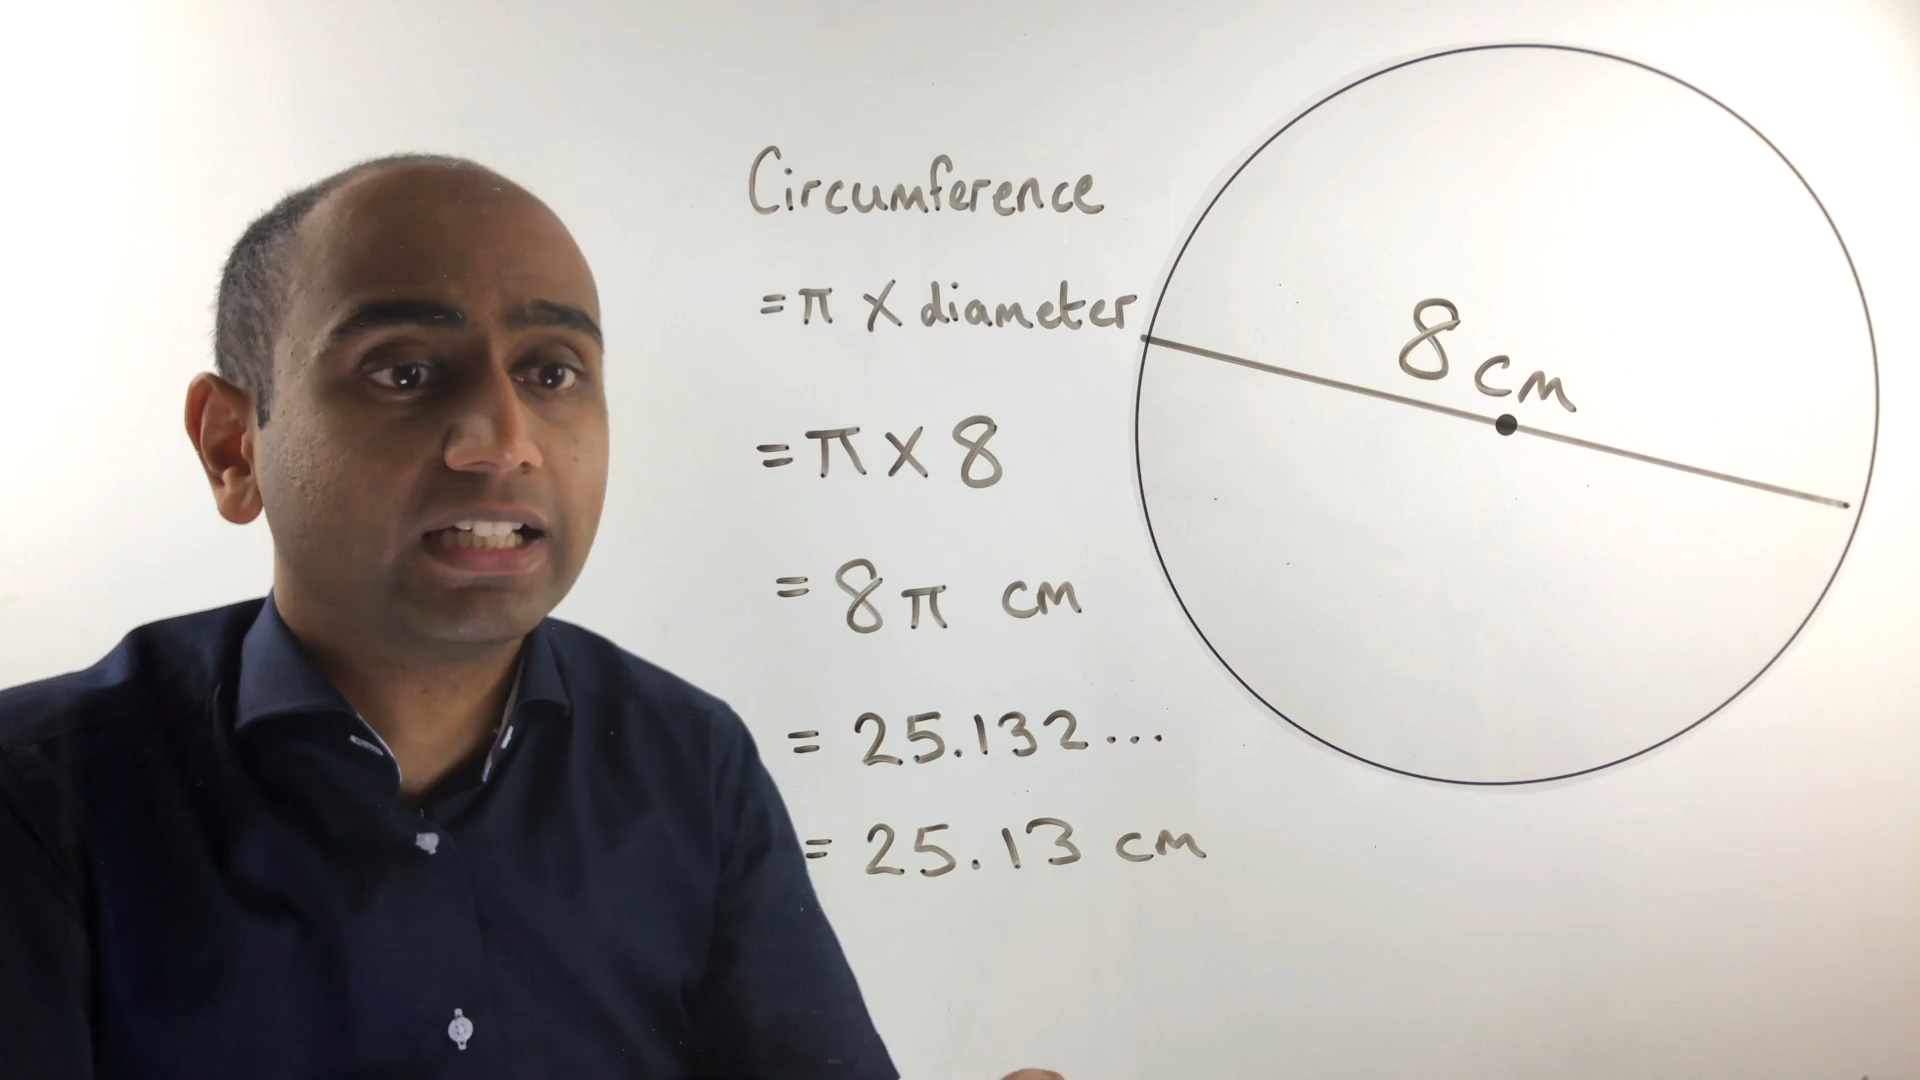 Circumference
= π × diameter
= π × 8
= 8π cm
= 25.132...
= 25.13 cm
8 cm